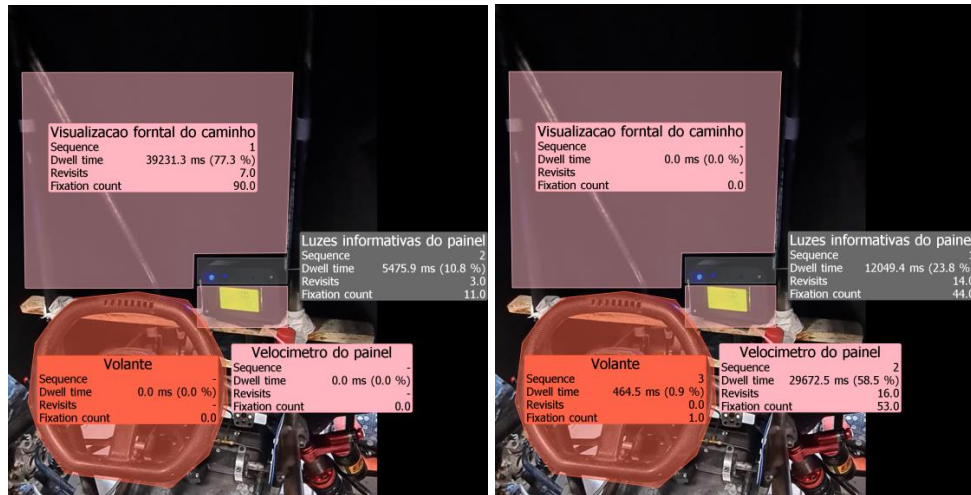 Visualizacao forntal do caminho
Sequence 1
Dwell time 39231.3 ms (77.3 %)
Revisits 7.0
Fixation count 90.0
Luzes informativas do painel
Sequence 2
Dwell time 5475.9 ms (10.8 %)
Revisits 3.0
Fixation count 11.0
Volante
Sequence -
Dwell time 0.0 ms (0.0 %)
Revisits -
Fixation count 0.0
Velocimetro do painel
Sequence -
Dwell time 0.0 ms (0.0 %)
Revisits -
Fixation count 0.0
Visualizacao forntal do caminho
Sequence -
Dwell time 0.0 ms (0.0 %)
Revisits -
Fixation count 0.0
Luzes informativas do painel
Sequence
Dwell time 12049.4 ms (23.8 %
Revisits 14.0
Fixation count 44.0
Volante
Sequence 3
Dwell time 464.5 ms (0.9 %)
Revisits 0.0
Fixation count 1.0
Velocimetro do painel
Sequence 2
Dwell time 29672.5 ms (58.5 %)
Revisits 16.0
Fixation count 53.0